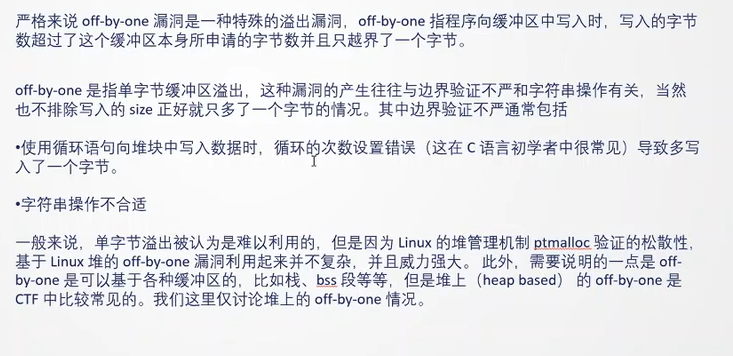 严格来说 off-by-one 漏洞是一种特殊的溢出漏洞，off-by-one 指程序向缓冲区中写入时，写入的字节
数超过了这个缓冲区本身所申请的字节数并且只越界了一个字节。
off-by-one 是指单字节缓冲区溢出，这种漏洞的产生往往与边界验证不严和字符串操作有关，当然
也不排除写入的 size 正好就只多了一个字节的情况。其中边界验证不严通常包括
•使用循环语句向堆块中写入数据时，循环的次数设置错误（这在 C 语言初学者中很常见）导致多写
入了一个字节。
•字符串操作不合适
一般来说，单字节溢出被认为是难以利用的，但是因为 Linux 的堆管理机制 ptmalloc 验证的松散性，
基于 Linux 堆的 off-by-one 漏洞利用起来并不复杂，并且威力强大。 此外，需要说明的一点是 off-
by-one 是可以基于各种缓冲区的，比如栈、bss 段等等，但是堆上（heap based） 的 off-by-one 是
CTF 中比较常见的。我们这里仅讨论堆上的 off-by-one 情况。